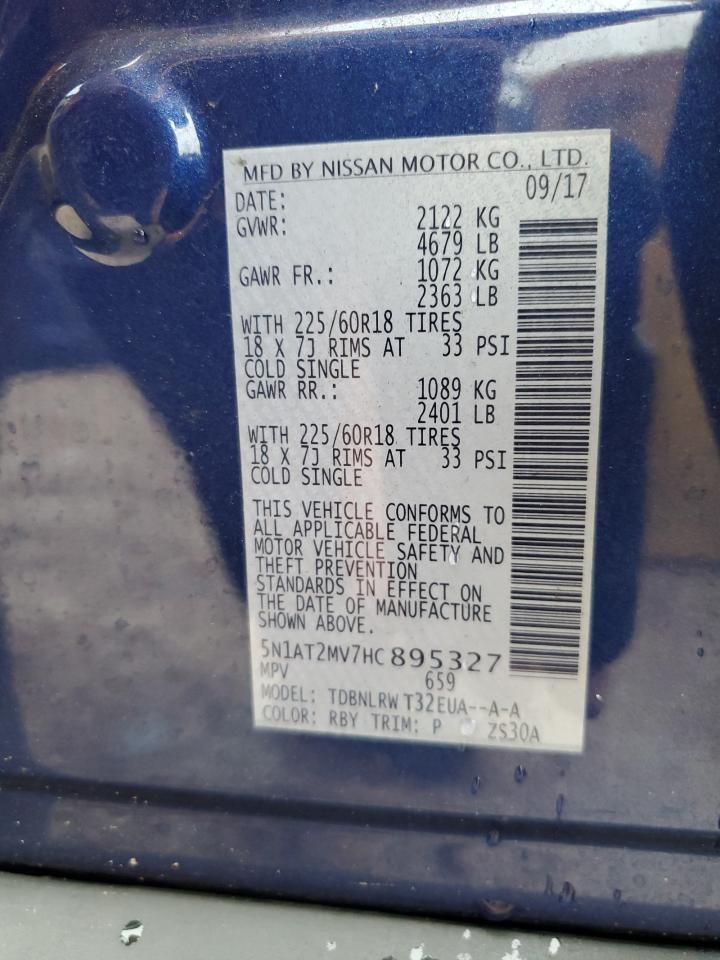 MFD BY NISSAN MOTOR CO., LTD.
DATE: 09/17
GVWR: 2122 KG
4679 LB
GAWR FR.: 1072 KG
2363 LB
WITH 225/60R18 TIRES
18 X 7J RIMS AT 33 PSI
COLD SINGLE
GAWR RR.: 1089 KG
2401 LB
WITH 225/60R18 TIRES
18 X 7J RIMS AT 33 PSI
COLD SINGLE
THIS VEHICLE CONFORMS TO
ALL APPLICABLE FEDERAL
MOTOR VEHICLE SAFETY AND
THEFT PREVENTION
STANDARDS IN EFFECT ON
THE DATE OF MANUFACTURE
SHOWN ABOVE.
5N1AT2MV7HC895327
MPV 659
MODEL: TDBNLRW T32EUA--A-A
COLOR: RBY TRIM: P ZS30A